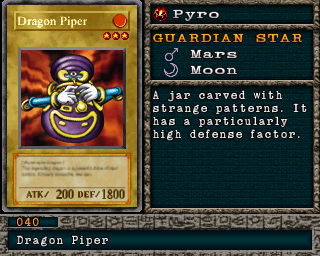 Dragon Piper
ATK/ 200 DEF/1800
Pyro
GUARDIAN STAR
Mars
Moon
A jar carved with
strange patterns. It
has a particularly
high defense factor.
040
Dragon Piper